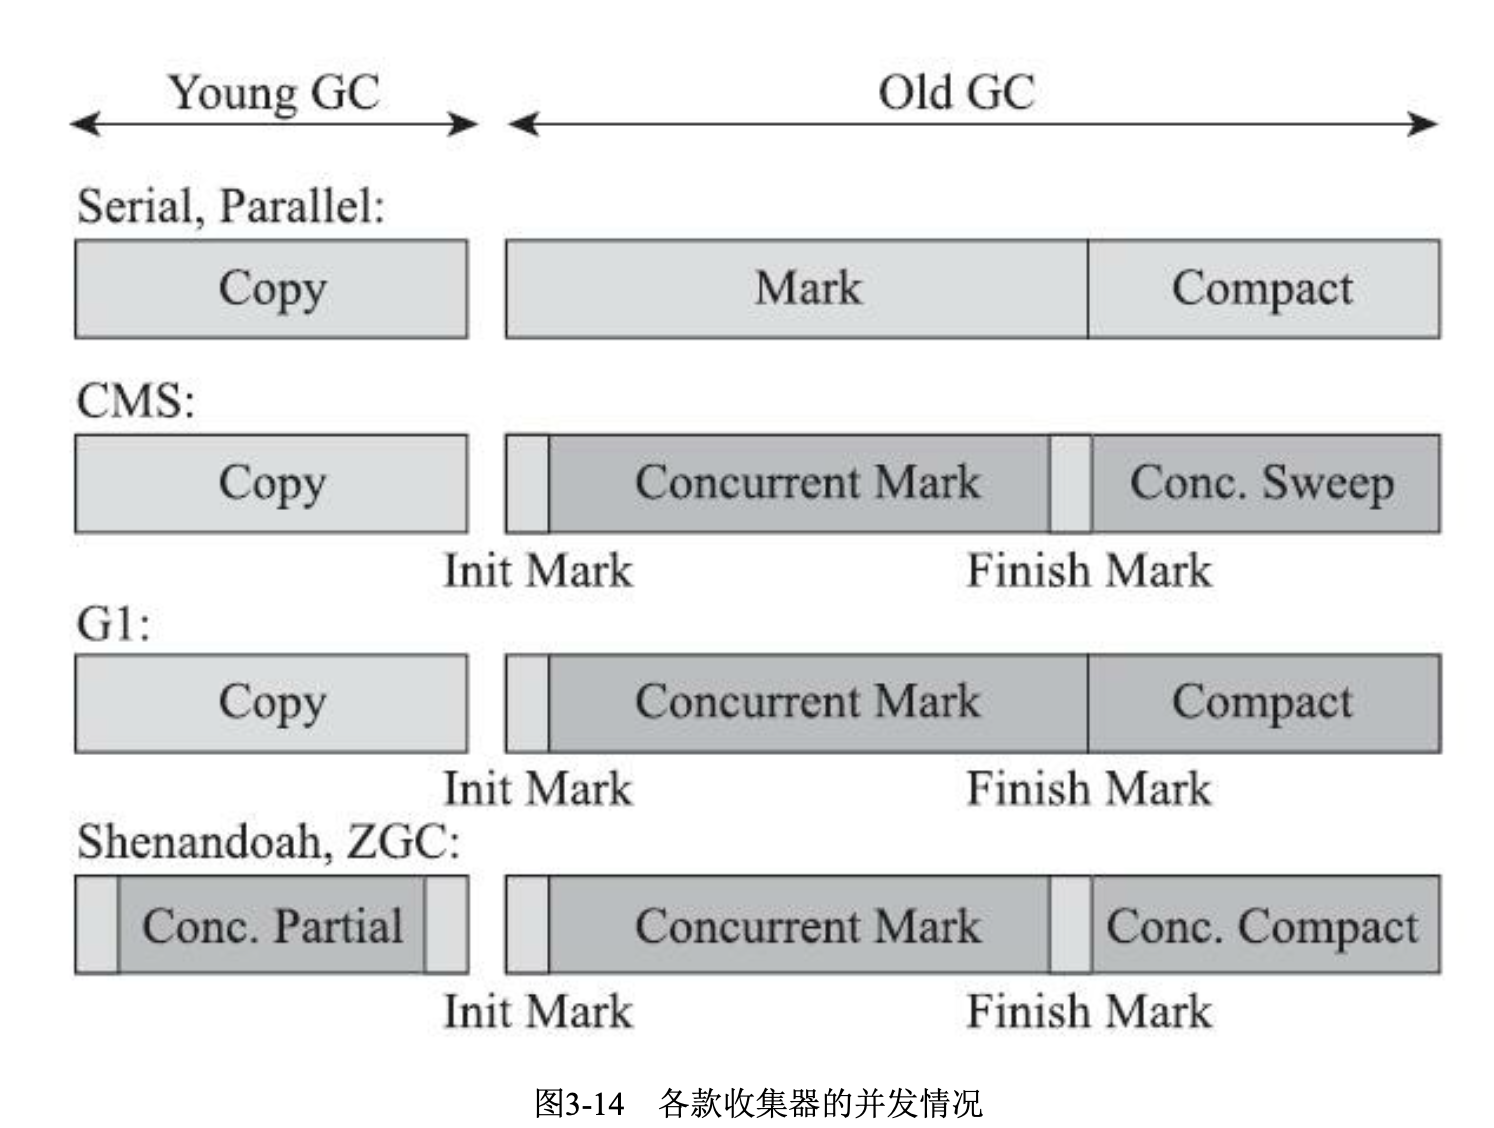 Young GC Old GC
Serial, Parallel:
Copy Mark Compact
CMS:
Copy Concurrent Mark Conc. Sweep
Init Mark Finish Mark
G1:
Copy Concurrent Mark Compact
Init Mark Finish Mark
Shenandoah, ZGC:
Conc. Partial Concurrent Mark Conc. Compact
Init Mark Finish Mark
图3-14 各款收集器的并发情况